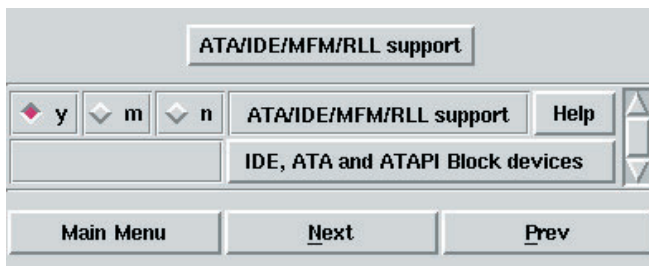 ATA/IDE/MFM/RLL support
y m n ATA/IDE/MFM/RLL support Help
IDE, ATA and ATAPI Block devices
Main Menu Next Prev